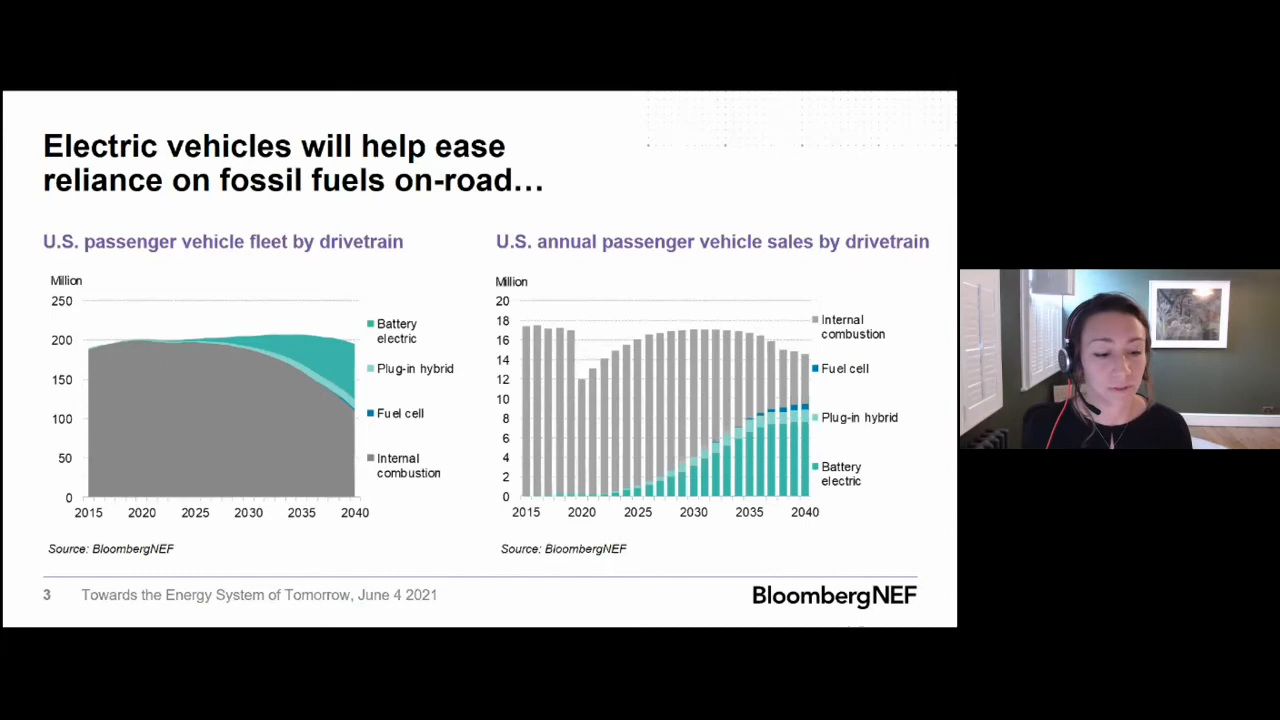 Electric vehicles will help ease
reliance on fossil fuels on-road…
U.S. passenger vehicle fleet by drivetrain
Million
250
200
150
100
50
0
2015 2020 2025 2030 2035 2040
Battery
electric
Plug-in hybrid
Fuel cell
Internal
combustion
Source: BloombergNEF
U.S. annual passenger vehicle sales by drivetrain
Million
20
18
16
14
12
10
8
6
4
2
0
2015 2020 2025 2030 2035 2040
Internal
combustion
Fuel cell
Plug-in hybrid
Battery
electric
Source: BloombergNEF
3 Towards the Energy System of Tomorrow, June 4 2021
BloombergNEF